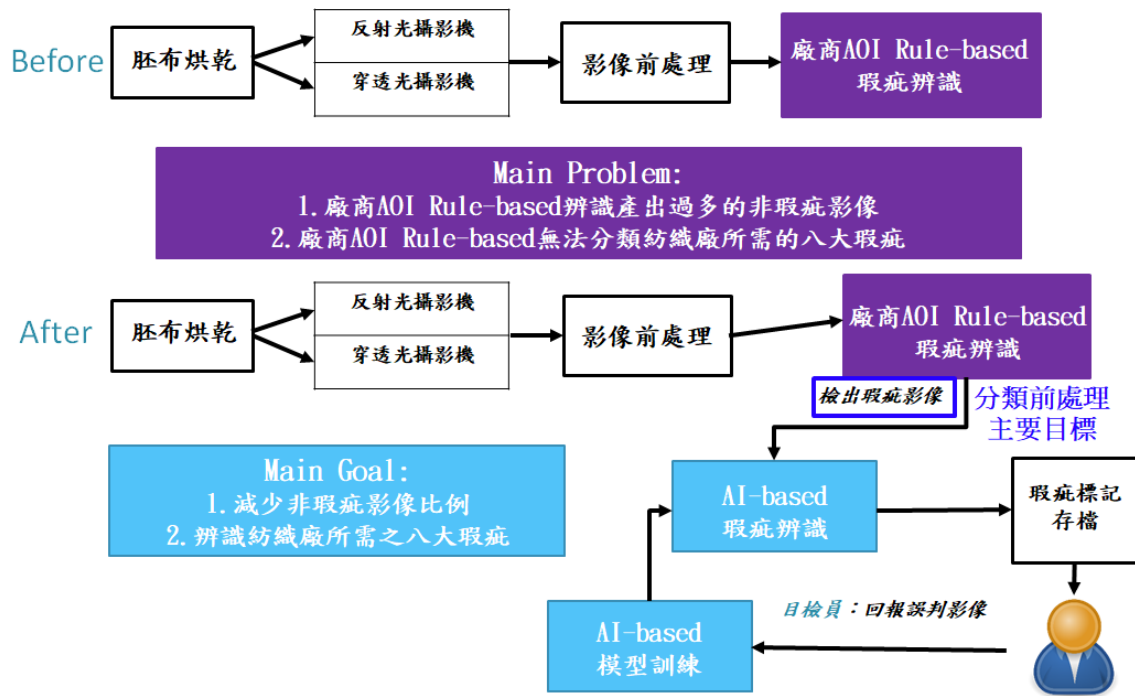 Before
胚布烘乾
反射光攝影機
穿透光攝影機
影像前處理
廠商AOI Rule-based
瑕疵辨識
Main Problem:
1.廠商AOI Rule-based辨識產出過多的非瑕疵影像
2.廠商AOI Rule-based無法分類紡織廠所需的八大瑕疵
After
胚布烘乾
反射光攝影機
穿透光攝影機
影像前處理
廠商AOI Rule-based
瑕疵辨識
檢出瑕疵影像
分類前處理
主要目標
Main Goal:
1.減少非瑕疵影像比例
2.辨識紡織廠所需之八大瑕疵
AI-based
瑕疵辨識
瑕疵標記
存檔
目檢員：回報誤判影像
AI-based
模型訓練